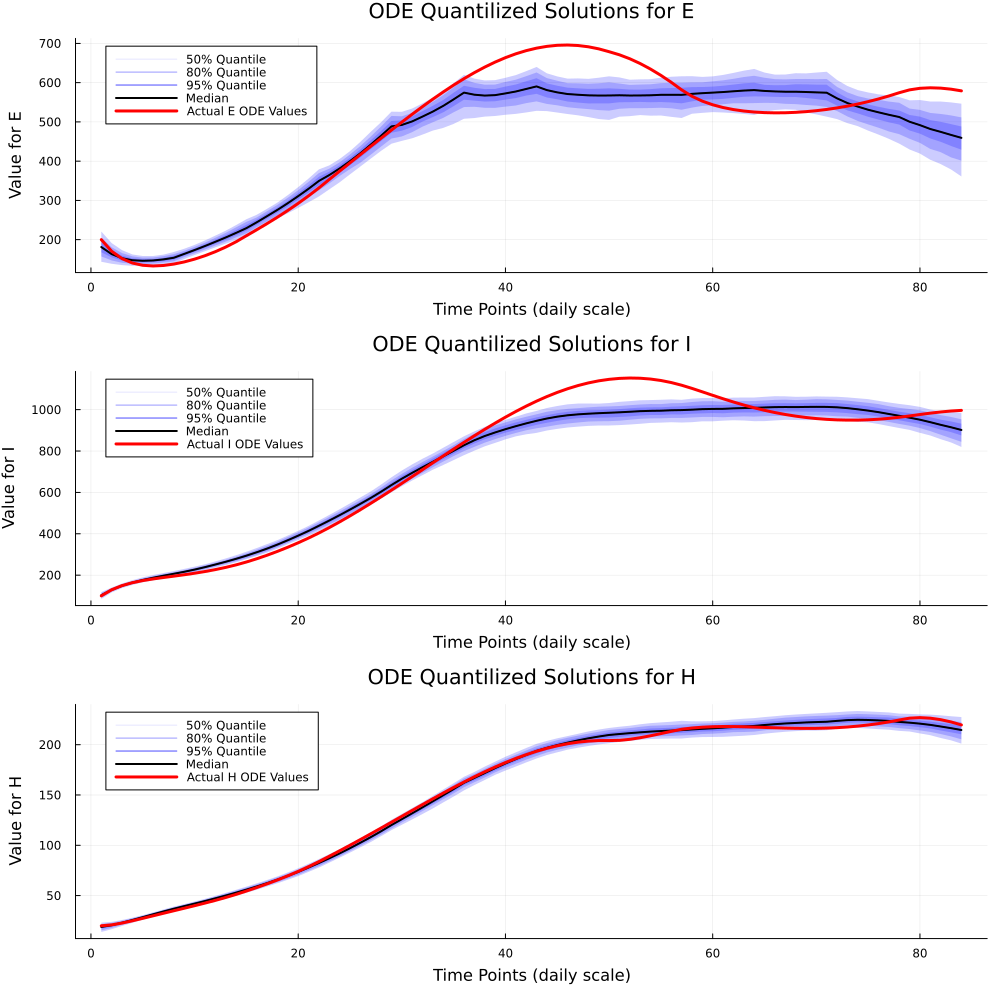 ODE Quantilized Solutions for E
700
600
500
400
300
200
Value for E
50% Quantile
80% Quantile
95% Quantile
Median
Actual E ODE Values
0 20 40 60 80
Time Points (daily scale)
ODE Quantilized Solutions for I
1000
800
600
400
200
Value for I
50% Quantile
80% Quantile
95% Quantile
Median
Actual I ODE Values
0 20 40 60 80
Time Points (daily scale)
ODE Quantilized Solutions for H
200
150
100
50
Value for H
50% Quantile
80% Quantile
95% Quantile
Median
Actual H ODE Values
0 20 40 60 80
Time Points (daily scale)